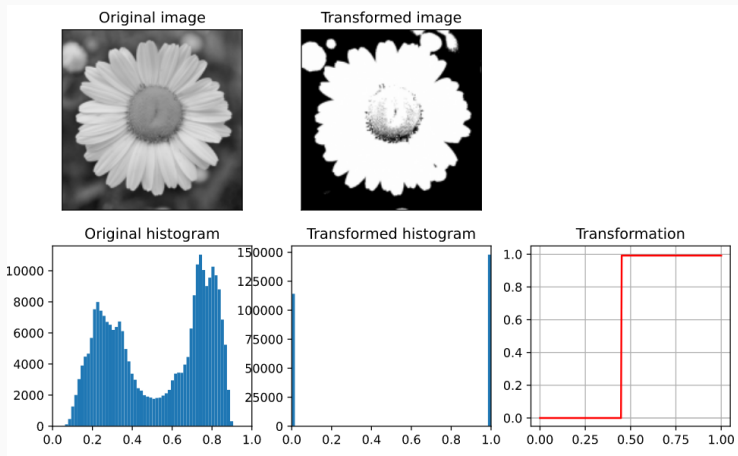 Original image
Transformed image
Original histogram
Transformed histogram
Transformation
10000
8000
6000
4000
2000
0
0.0 0.2 0.4 0.6 0.8 1.0
150000
125000
100000
75000
50000
25000
0
0.0 0.2 0.4 0.6 0.8 1.0
1.0
0.8
0.6
0.4
0.2
0.0
0.00 0.25 0.50 0.75 1.00